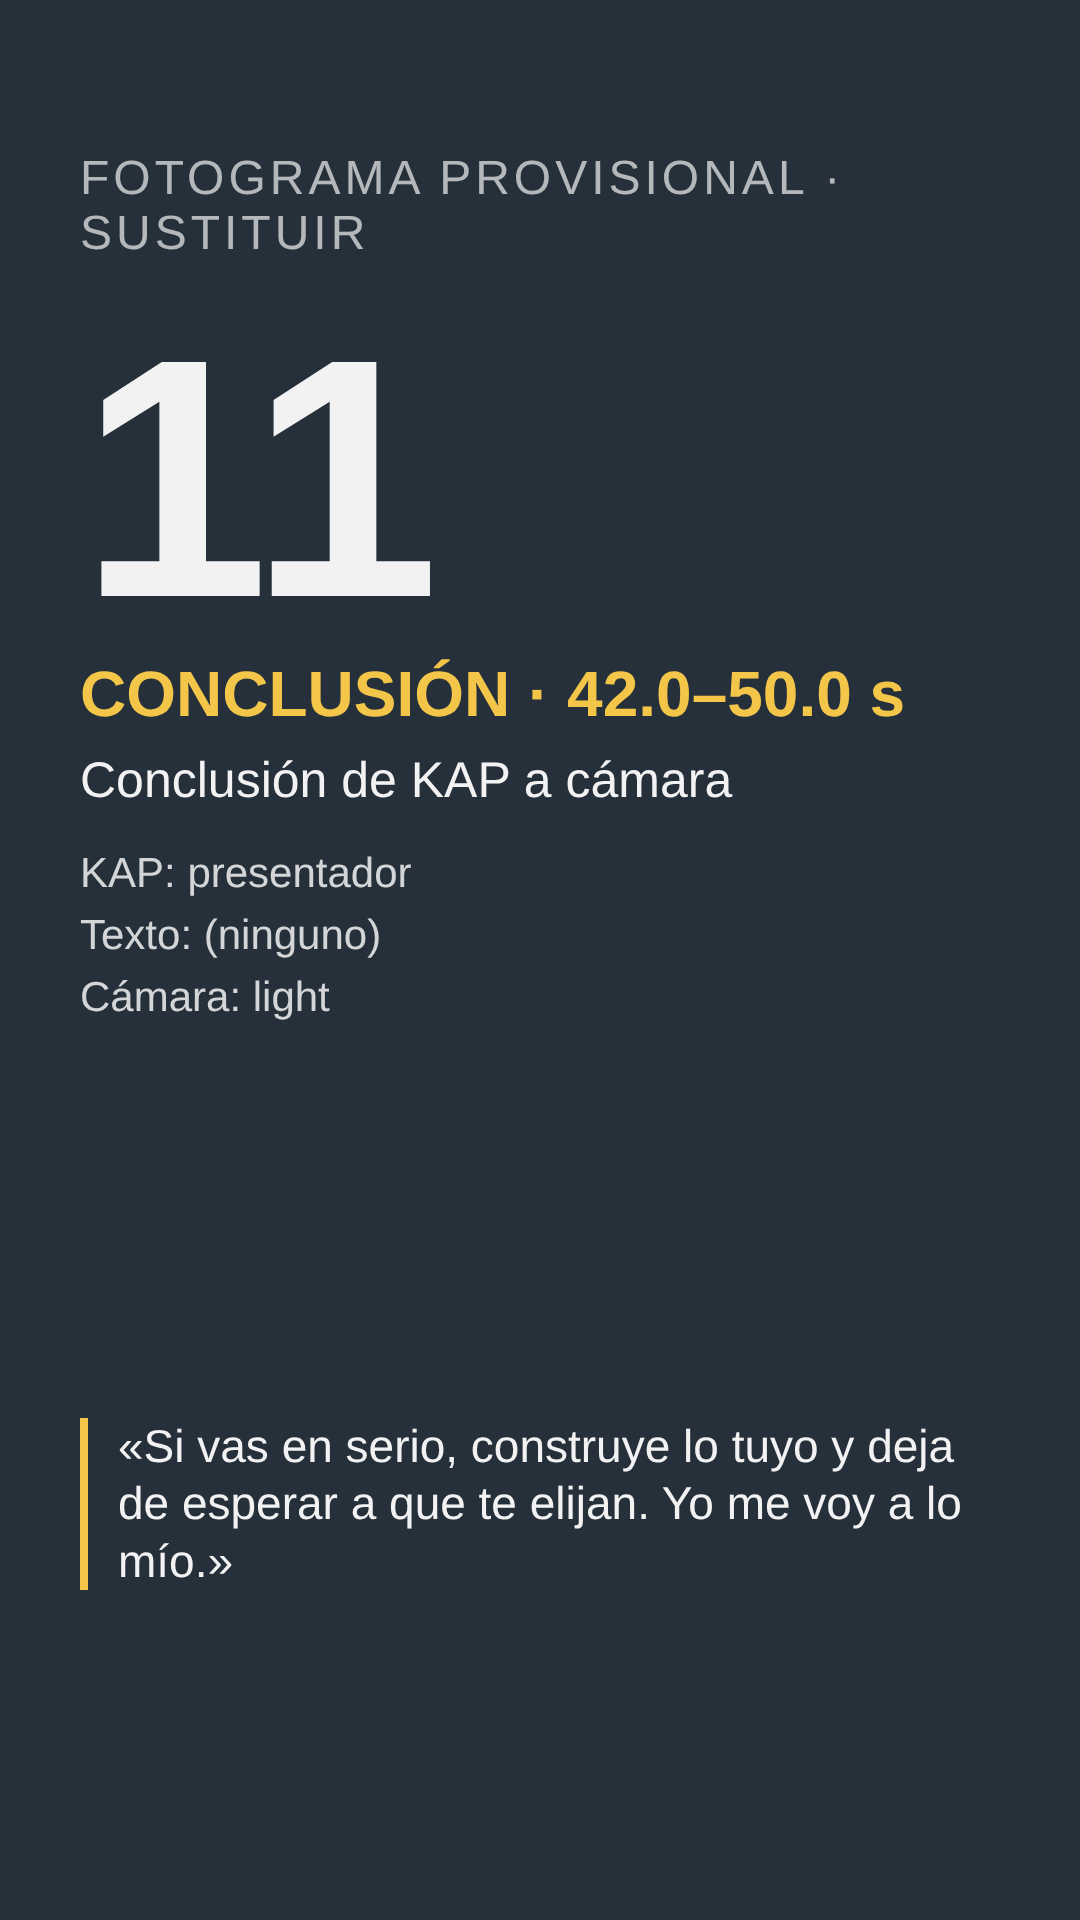 FOTOGRAMA PROVISIONAL ·
SUSTITUIR
11
CONCLUSIÓN · 42.0–50.0 s
Conclusión de KAP a cámara
KAP: presentador
Texto: (ninguno)
Cámara: light
«Si vas en serio, construye lo tuyo y deja
de esperar a que te elijan. Yo me voy a lo
mío.»